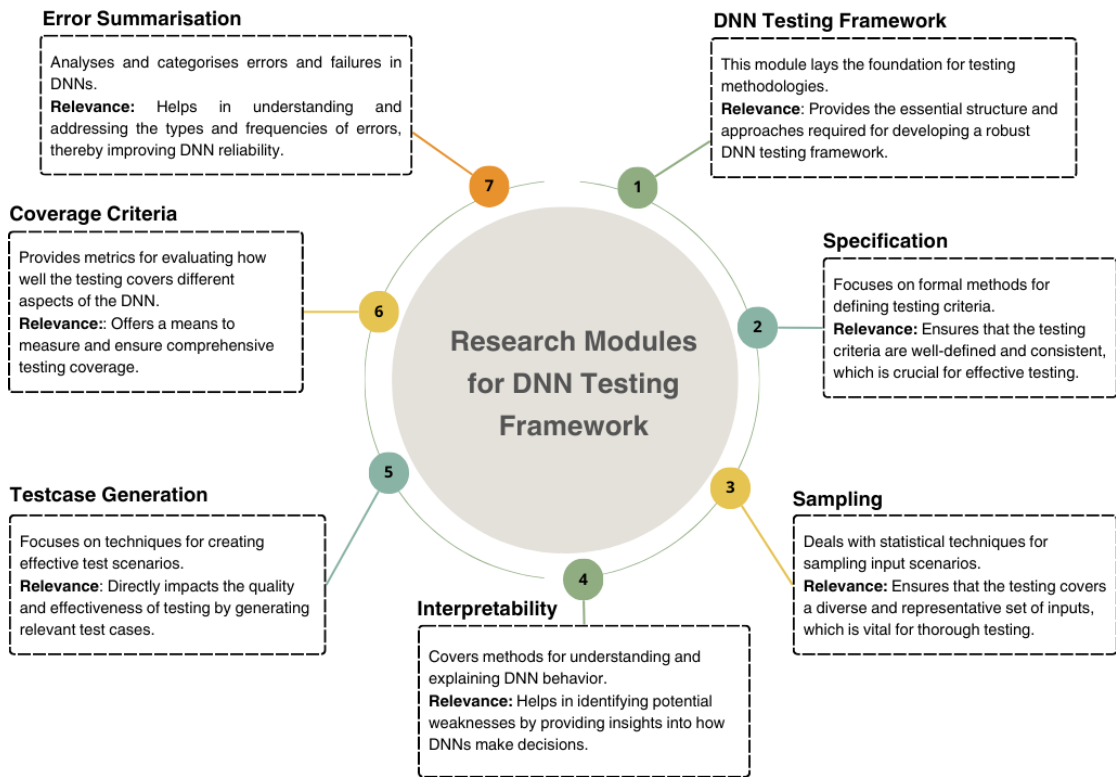 Research Modules
for DNN Testing
Framework
1
DNN Testing Framework
This module lays the foundation for testing
methodologies.
Relevance: Provides the essential structure and
approaches required for developing a robust
DNN testing framework.
2
Specification
Focuses on formal methods for
defining testing criteria.
Relevance: Ensures that the testing
criteria are well-defined and consistent,
which is crucial for effective testing.
3
Sampling
Deals with statistical techniques for
sampling input scenarios.
Relevance: Ensures that the testing covers
a diverse and representative set of inputs,
which is vital for thorough testing.
4
Interpretability
Covers methods for understanding and
explaining DNN behavior.
Relevance: Helps in identifying potential
weaknesses by providing insights into how
DNNs make decisions.
5
Testcase Generation
Focuses on techniques for creating
effective test scenarios.
Relevance: Directly impacts the quality
and effectiveness of testing by generating
relevant test cases.
6
Coverage Criteria
Provides metrics for evaluating how
well the testing covers different
aspects of the DNN.
Relevance:: Offers a means to
measure and ensure comprehensive
testing coverage.
7
Error Summarisation
Analyses and categorises errors and failures in
DNNs.
Relevance: Helps in understanding and
addressing the types and frequencies of errors,
thereby improving DNN reliability.